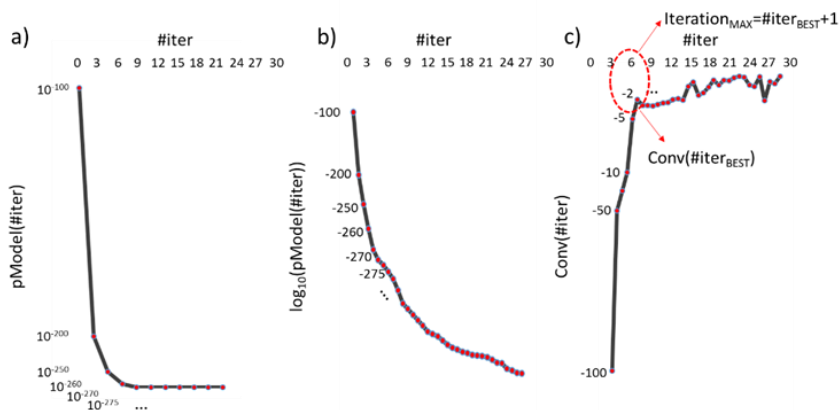 a)
#iter
0 3 6 9 12 15 18 21 24 27 30
10-100
10-200
10-250
10-260
10-270
10-275
...
pModel(#iter)
b)
#iter
0 3 6 9 12 15 18 21 24 27 30
-100
-200
-250
-260
-270
-275
...
log10(pModel(#iter))
c)
IterationMAX=#iterBEST+1
#iter
0 3 6 9 12 15 18 21 24 27 30
-2
...
-5
-10
-50
-100
Conv(#iterBEST)
Conv(#iter)